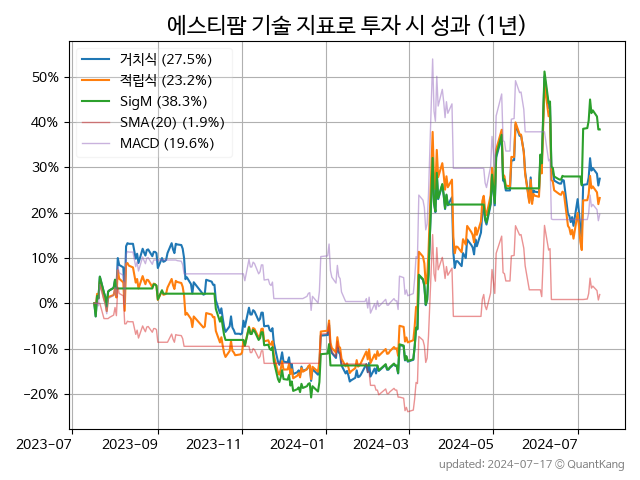 에스티팜 기술 지표로 투자 시 성과 (1년)
거치식 (27.5%)
적립식 (23.2%)
SigM (38.3%)
SMA(20) (1.9%)
MACD (19.6%)
50%
40%
30%
20%
10%
0%
−10%
−20%
2023−07 2023−09 2023−11 2024−01 2024−03 2024−05 2024−07
updated: 2024−07−17 © QuantKang